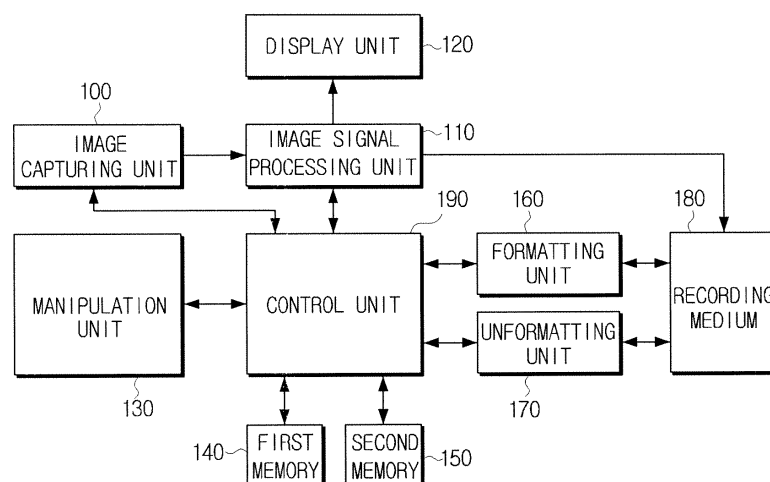 DISPLAY UNIT
120
100
IMAGE
CAPTURING UNIT
IMAGE SIGNAL
PROCESSING UNIT
110
190
160
180
MANIPULATION
UNIT
CONTROL UNIT
FORMATTING
UNIT
RECORDING
MEDIUM
UNFORMATTING
UNIT
130
170
140
FIRST
MEMORY
SECOND
MEMORY
150